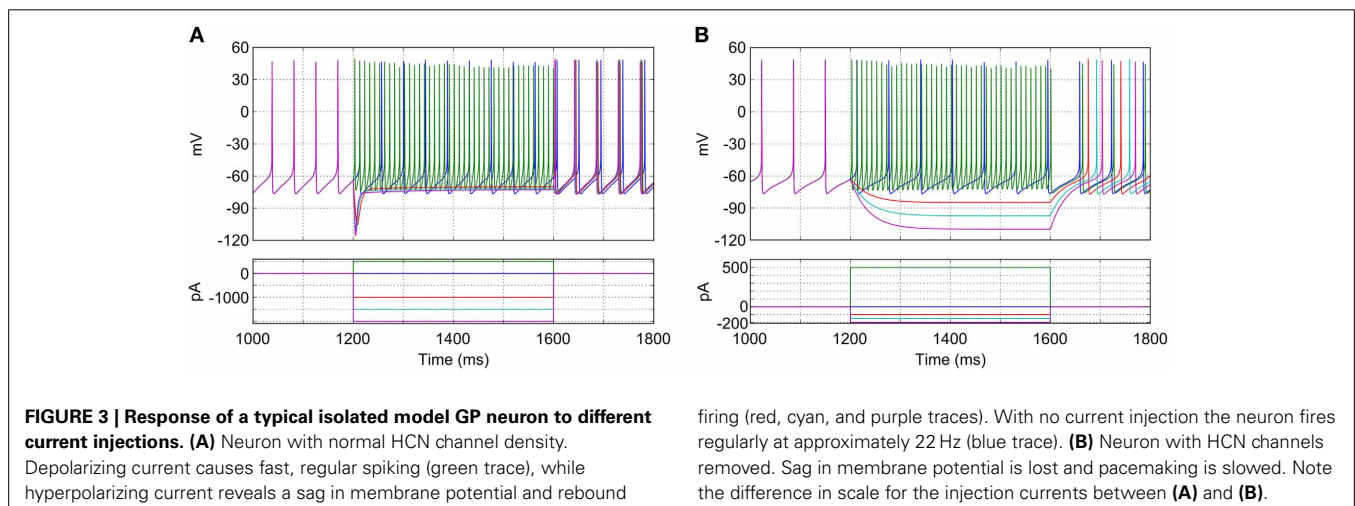 A
60
30
0
-30
-60
-90
-120
mV
0
-1000
pA
1000 1200 1400 1600 1800
Time (ms)
B
60
30
0
-30
-60
-90
-120
mV
500
0
-200
pA
1000 1200 1400 1600 1800
Time (ms)
FIGURE 3 | Response of a typical isolated model GP neuron to different
current injections. (A) Neuron with normal HCN channel density.
Depolarizing current causes fast, regular spiking (green trace), while
hyperpolarizing current reveals a sag in membrane potential and rebound
firing (red, cyan, and purple traces). With no current injection the neuron fires
regularly at approximately 22 Hz (blue trace). (B) Neuron with HCN channels
removed. Sag in membrane potential is lost and pacemaking is slowed. Note
the difference in scale for the injection currents between (A) and (B).